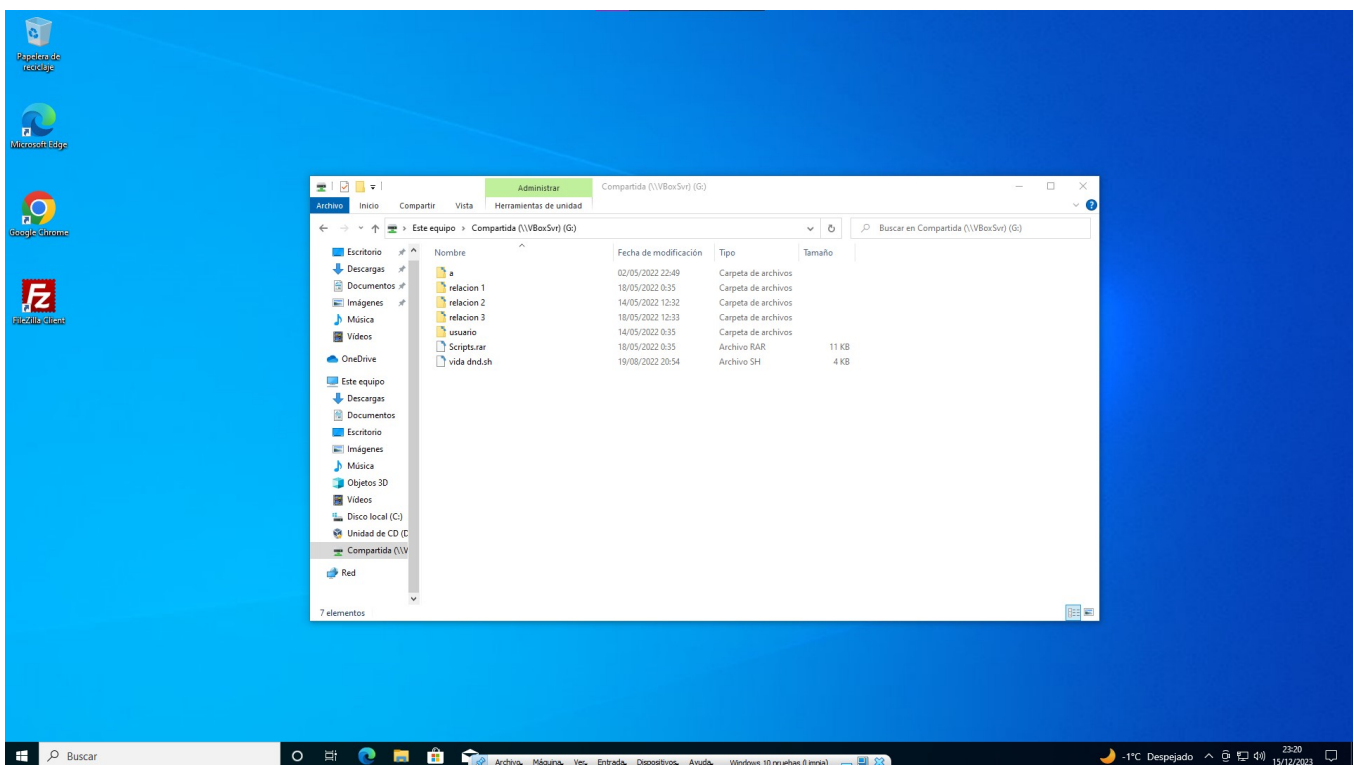 Papelera de
reciclaje
Microsoft Edge
Google Chrome
FileZilla Client
Administrar
Compartida (\\VBoxSvr) (G:)
Archivo Inicio Compartir Vista Herramientas de unidad
Este equipo › Compartida (\\VBoxSvr) (G:)
Buscar en Compartida (\\VBoxSvr) (G:)
Escritorio
Descargas
Documentos
Imágenes
Música
Vídeos
OneDrive
Este equipo
Descargas
Documentos
Escritorio
Imágenes
Música
Objetos 3D
Vídeos
Disco local (C:)
Unidad de CD (D
Compartida (\\V
Red
Nombre Fecha de modificación Tipo Tamaño
a 02/05/2022 22:49 Carpeta de archivos
relacion 1 18/05/2022 0:35 Carpeta de archivos
relacion 2 14/05/2022 12:32 Carpeta de archivos
relacion 3 18/05/2022 12:33 Carpeta de archivos
usuario 14/05/2022 0:35 Carpeta de archivos
Scripts.rar 18/05/2022 0:35 Archivo RAR 11 KB
vida dnd.sh 19/08/2022 20:54 Archivo SH 4 KB
7 elementos
Buscar
Archivo Máquina Ver Entrada Dispositivos Ayuda Windows 10 pruebas (Limpia)
-1°C Despejado
23:20
15/12/2023